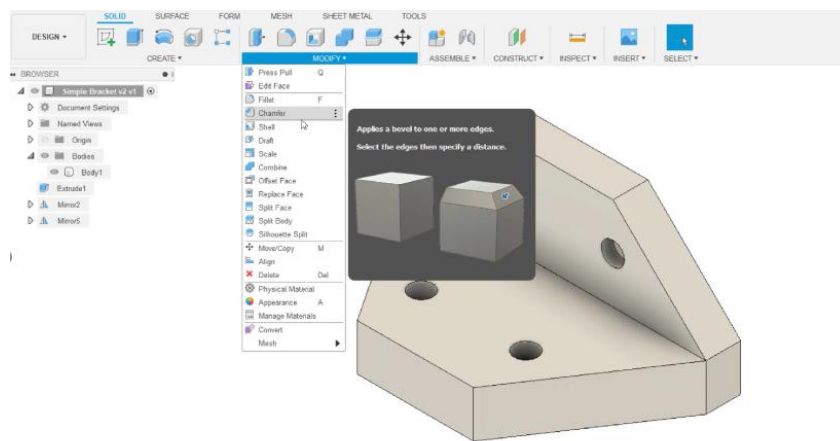 SOLID SURFACE FORM MESH SHEET METAL TOOLS
DESIGN
CREATE MODIFY ASSEMBLE CONSTRUCT INSPECT INSERT SELECT
BROWSER
Simple Bracket v2 v1
Document Settings
Named Views
Origin
Bodies
Body1
Extrude1
Mirror2
Mirror5
Press Pull Q
Edit Face
Fillet F
Chamfer
Shell
Draft
Scale
Combine
Offset Face
Replace Face
Split Face
Split Body
Silhouette Split
Move/Copy M
Align
Delete Del
Physical Material
Appearance A
Manage Materials
Convert
Mesh
Applies a bevel to one or more edges.
Select the edges then specify a distance.